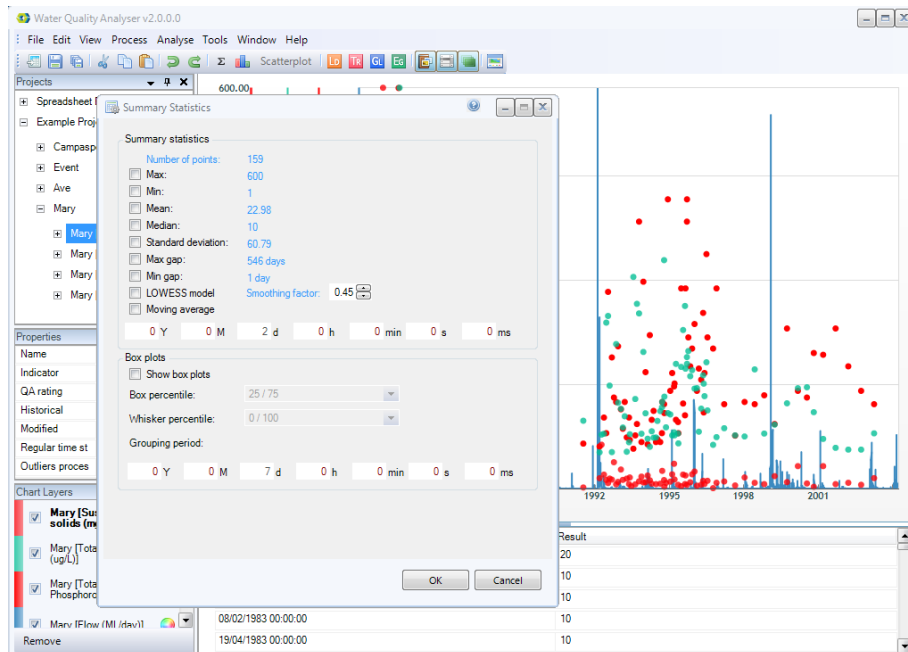 Water Quality Analyser v2.0.0.0
File Edit View Process Analyse Tools Window Help
Σ Scatterplot LD TR GL Eg
Projects
600.00
Spreadsheet
Example Proj
Campasp
Event
Ave
Mary
Mary
Mary
Mary
Mary
Summary Statistics
Summary statistics
Number of points: 159
Max: 600
Min: 1
Mean: 22.98
Median: 10
Standard deviation: 60.79
Max gap: 546 days
Min gap: 1 day
LOWESS model Smoothing factor: 0.45
Moving average
0 Y 0 M 2 d 0 h 0 min 0 s 0 ms
Box plots
Show box plots
Box percentile: 25 / 75
Whisker percentile: 0 / 100
Grouping period:
0 Y 0 M 7 d 0 h 0 min 0 s 0 ms
OK Cancel
Properties
Name
Indicator
QA rating
Historical
Modified
Regular time st
Outliers proces
Chart Layers
Mary [Sus
solids (m
Mary [Tota
(ug/L)]
Mary [Tota
Phosphoro
Mary [Flow (ML/day)]
Remove
1992 1995 1998 2001
Result
20
10
10
08/02/1983 00:00:00 10
19/04/1983 00:00:00 10